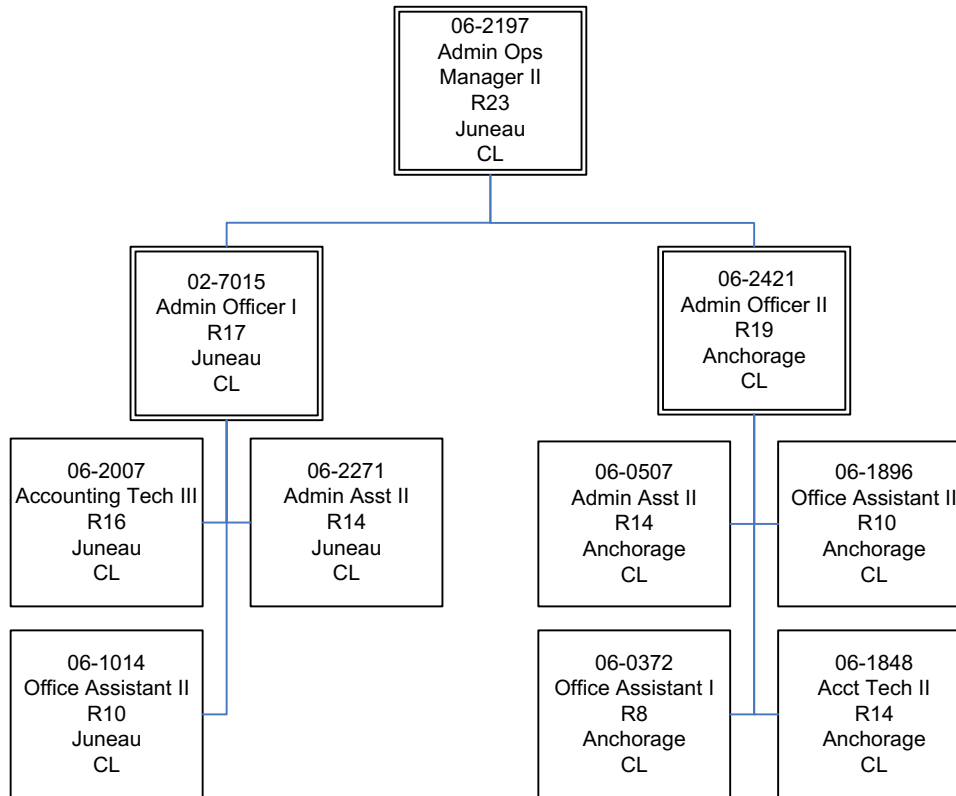 06-2197
Admin Ops
Manager II
R23
Juneau
CL
02-7015
Admin Officer I
R17
Juneau
CL
06-2421
Admin Officer II
R19
Anchorage
CL
06-2007
Accounting Tech III
R16
Juneau
CL
06-2271
Admin Asst II
R14
Juneau
CL
06-0507
Admin Asst II
R14
Anchorage
CL
06-1896
Office Assistant II
R10
Anchorage
CL
06-1014
Office Assistant II
R10
Juneau
CL
06-0372
Office Assistant I
R8
Anchorage
CL
06-1848
Acct Tech II
R14
Anchorage
CL